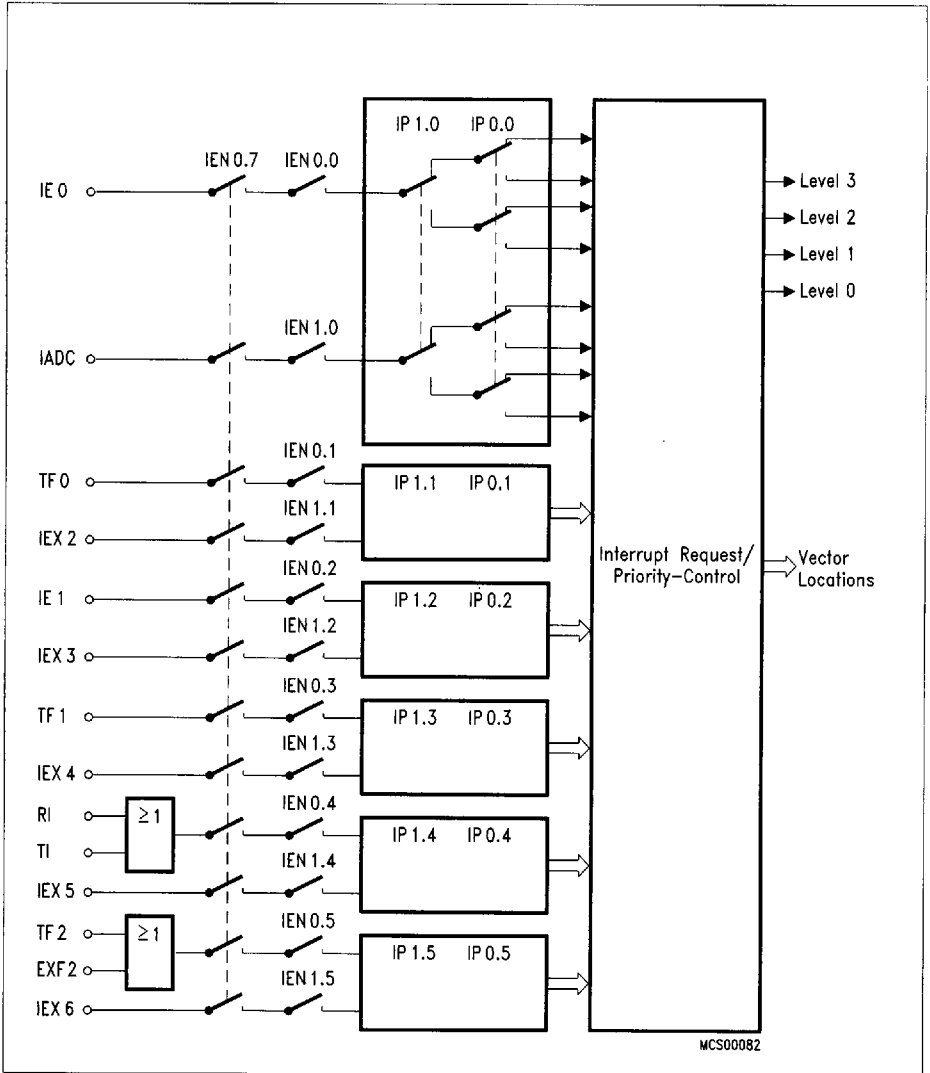 IP 1.0 IP 0.0
IEN 0.7 IEN 0.0
IE 0
Level 3
Level 2
Level 1
Level 0
IEN 1.0
IADC
IEN 0.1
TF 0
IP 1.1 IP 0.1
IEN 1.1
IEX 2
Interrupt Request/
Priority-Control
Vector
Locations
IEN 0.2
IE 1
IP 1.2 IP 0.2
IEN 1.2
IEX 3
IEN 0.3
TF 1
IP 1.3 IP 0.3
IEN 1.3
IEX 4
IEN 0.4
RI
≥1
IP 1.4 IP 0.4
TI
IEN 1.4
IEX 5
IEN 0.5
TF 2
≥1
IP 1.5 IP 0.5
EXF2
IEN 1.5
IEX 6
MCS00082